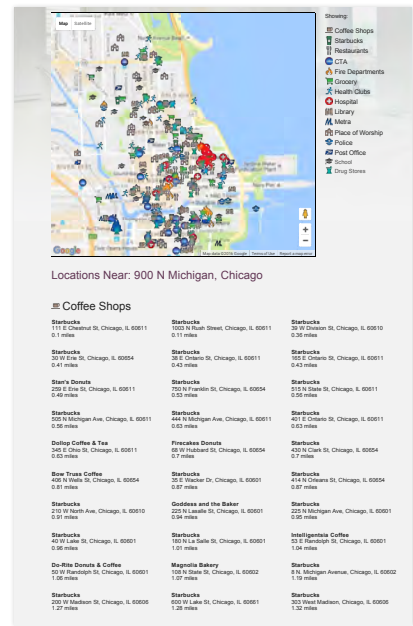 Map Satellite
Showing:
Coffee Shops
Starbucks
Restaurants
CTA
Fire Departments
Grocery
Health Clubs
Hospital
Library
Metra
Place of Worship
Police
Post Office
School
Drug Stores
Google
Map data ©2016 Google Terms of Use Report a map error
Locations Near: 900 N Michigan, Chicago
Coffee Shops
Starbucks
111 E Chestnut St, Chicago, IL 60611
0.1 miles
Starbucks
1003 N Rush Street, Chicago, IL 60611
0.11 miles
Starbucks
39 W Division St, Chicago, IL 60610
0.36 miles
Starbucks
30 W Erie St, Chicago, IL 60654
0.41 miles
Starbucks
38 E Ontario St, Chicago, IL 60611
0.43 miles
Starbucks
165 E Ontario St, Chicago, IL 60611
0.43 miles
Stan's Donuts
259 E Erie St, Chicago, IL 60611
0.49 miles
Starbucks
750 N Franklin St, Chicago, IL 60654
0.53 miles
Starbucks
515 N State St, Chicago, IL 60611
0.56 miles
Starbucks
505 N Michigan Ave, Chicago, IL 60611
0.56 miles
Starbucks
444 N Michigan Ave, Chicago, IL 60611
0.63 miles
Starbucks
401 E Ontario St, Chicago, IL 60611
0.63 miles
Dollop Coffee & Tea
345 E Ohio St, Chicago, IL 60611
0.63 miles
Firecakes Donuts
68 W Hubbard St, Chicago, IL 60654
0.7 miles
Starbucks
430 N Clark St, Chicago, IL 60654
0.7 miles
Bow Truss Coffee
406 N Wells St, Chicago, IL 60654
0.81 miles
Starbucks
35 E Wacker Dr, Chicago, IL 60601
0.87 miles
Starbucks
414 N Orleans St, Chicago, IL 60654
0.87 miles
Starbucks
210 W North Ave, Chicago, IL 60610
0.91 miles
Goddess and the Baker
225 N Lasalle St, Chicago, IL 60601
0.94 miles
Starbucks
225 N Michigan Ave, Chicago, IL 60601
0.95 miles
Starbucks
40 W Lake St, Chicago, IL 60601
0.96 miles
Starbucks
180 N La Salle St, Chicago, IL 60601
1.01 miles
Intelligentsia Coffee
53 E Randolph St, Chicago, IL 60601
1.04 miles
Do-Rite Donuts & Coffee
50 W Randolph St, Chicago, IL 60601
1.06 miles
Magnolia Bakery
108 N State St, Chicago, IL 60602
1.07 miles
Starbucks
8 N. Michigan Avenue, Chicago, IL 60602
1.19 miles
Starbucks
200 W Madison St, Chicago, IL 60606
1.27 miles
Starbucks
600 W Lake St, Chicago, IL 60661
1.28 miles
Starbucks
303 West Madison, Chicago, IL 60606
1.32 miles